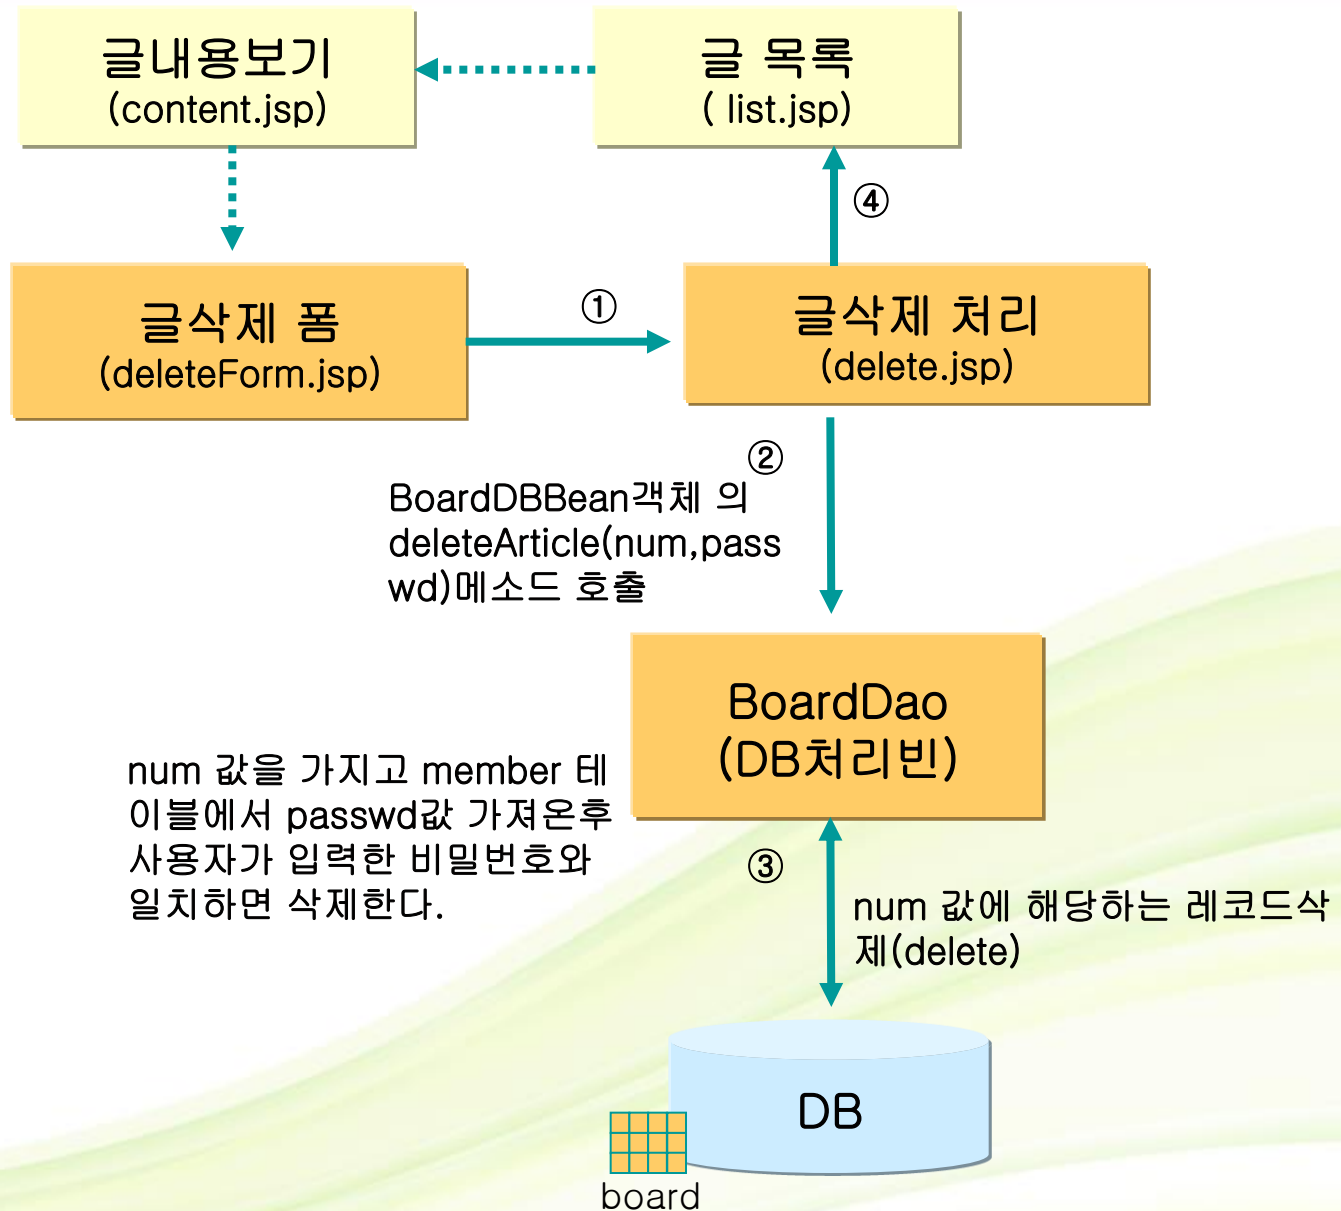 글내용보기
(content.jsp)
글 목록
( list.jsp)
④
글삭제 폼
(deleteForm.jsp)
①
글삭제 처리
(delete.jsp)
②
BoardDBBean객체 의
deleteArticle(num,pass
wd)메소드 호출
BoardDao
(DB처리빈)
num 값을 가지고 member 테
이블에서 passwd값 가져온후
사용자가 입력한 비밀번호와
일치하면 삭제한다.
③
num 값에 해당하는 레코드삭
제(delete)
DB
board